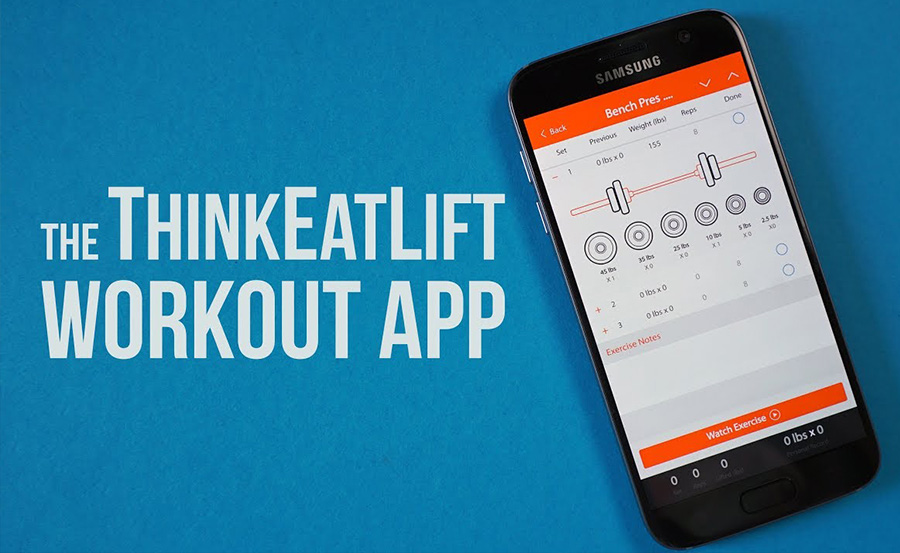 THE THINKEATLIFT
WORKOUT APP
SAMSUNG
Back
Bench Pres ....
Set Previous Weight (lbs) Reps Done
− 1 0 lbs x 0 155 8
45 lbs 35 lbs 25 lbs 10 lbs 5 lbs 2.5 lbs
X 1 X 0 X 0 X 1 X 0 X0
+ 2 0 lbs x 0 0 8
+ 3 0 lbs x 0 0 8
Exercise Notes
Watch Exercise
0 0 0 0 lbs x 0
Set